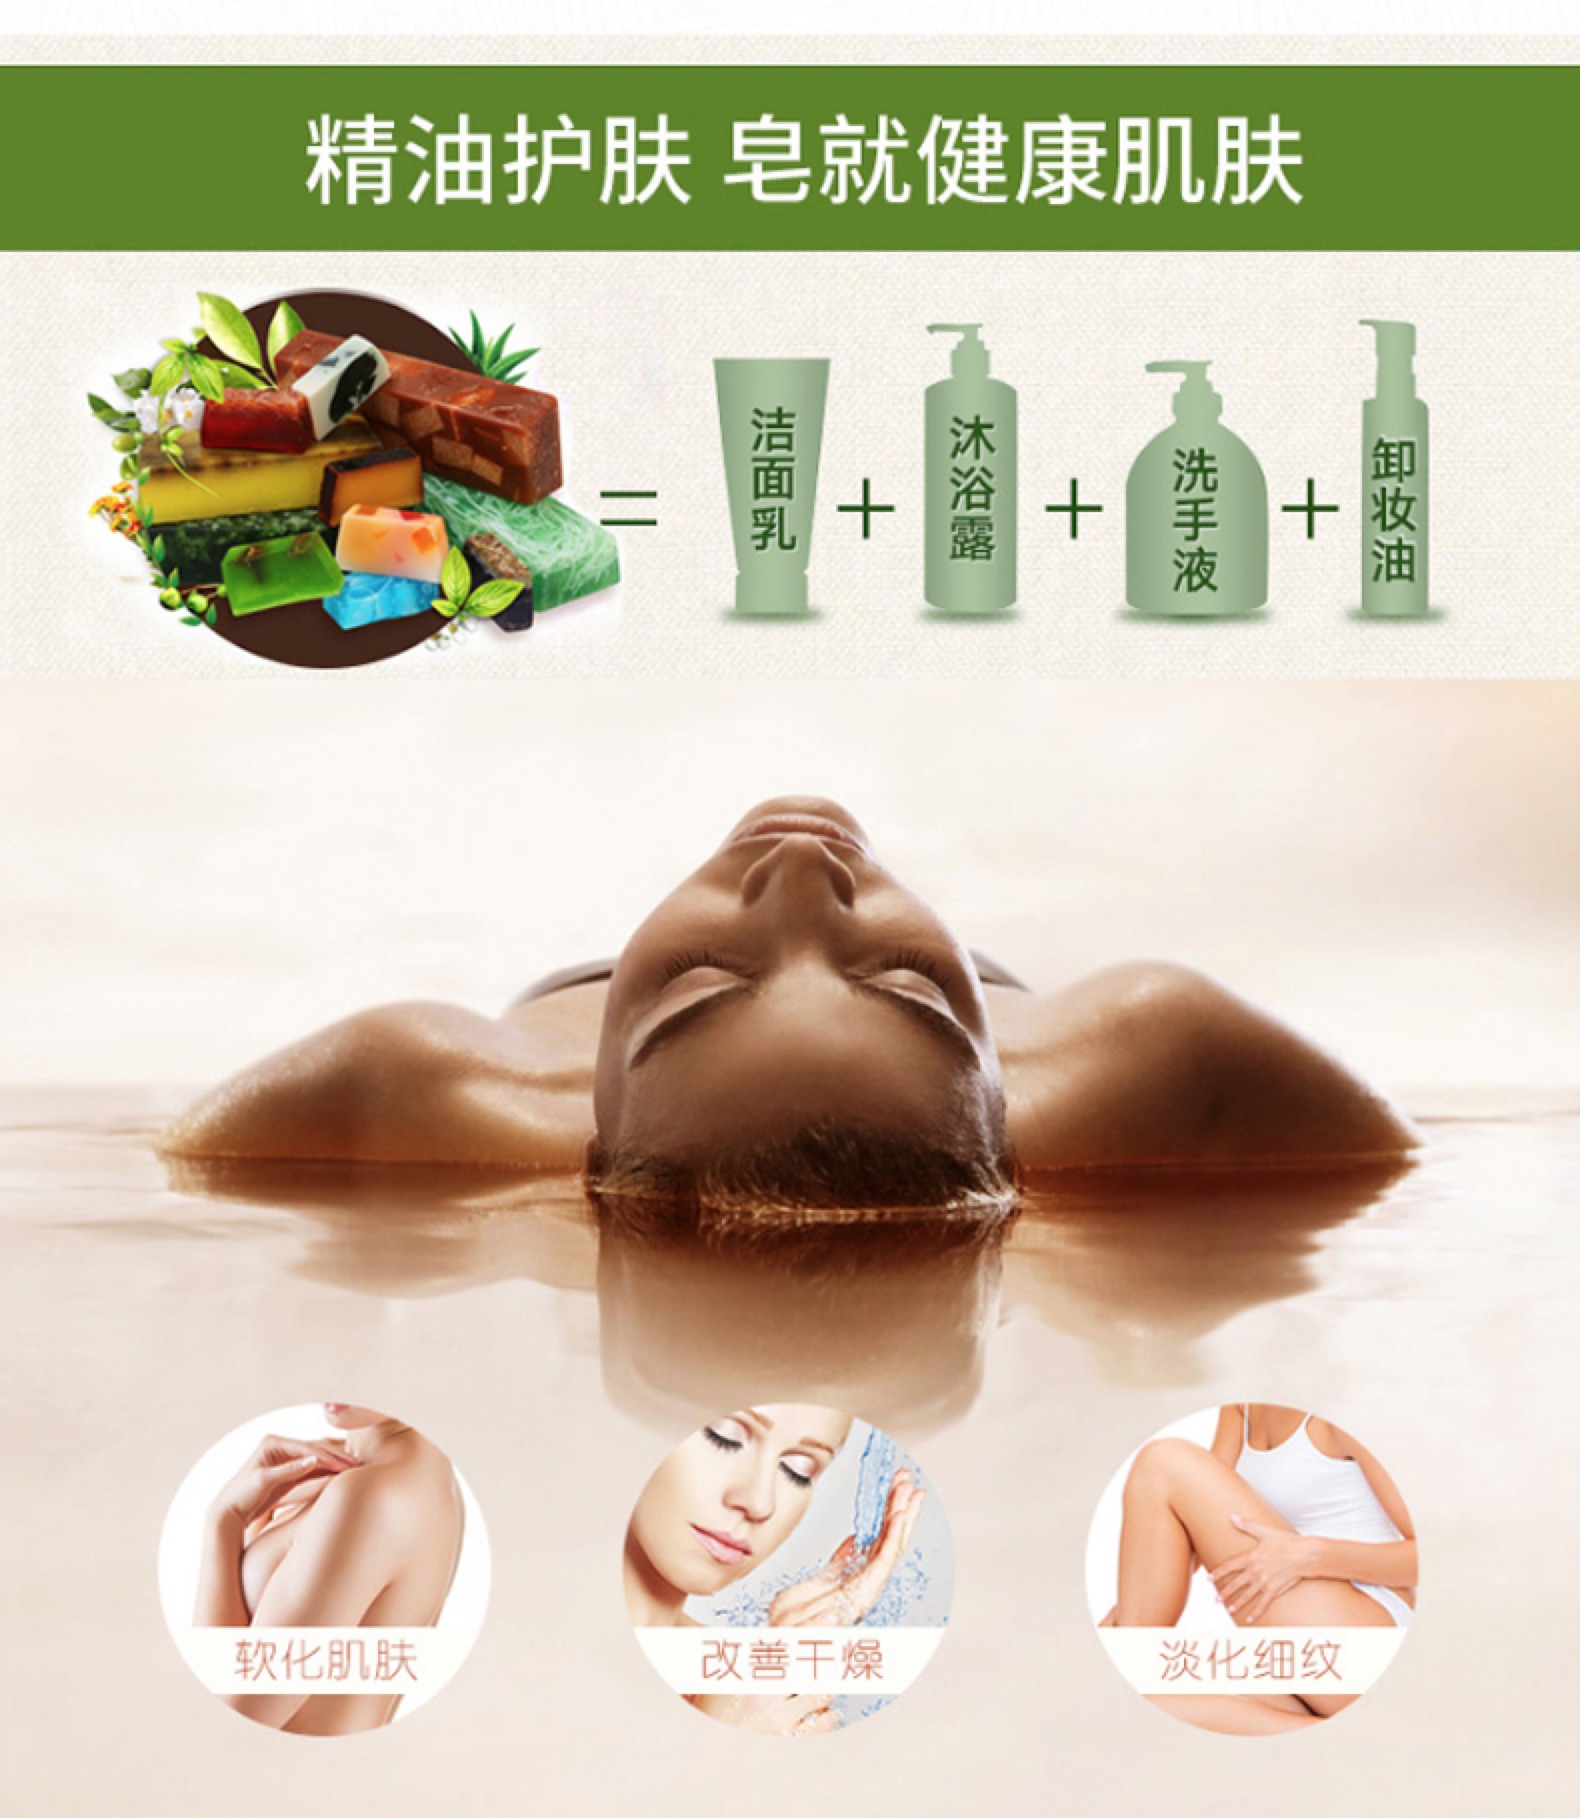 精油护肤 皂就健康肌肤
= 洁面乳 + 沐浴露 + 洗手液 + 卸妆油
软化肌肤
改善干燥
淡化细纹